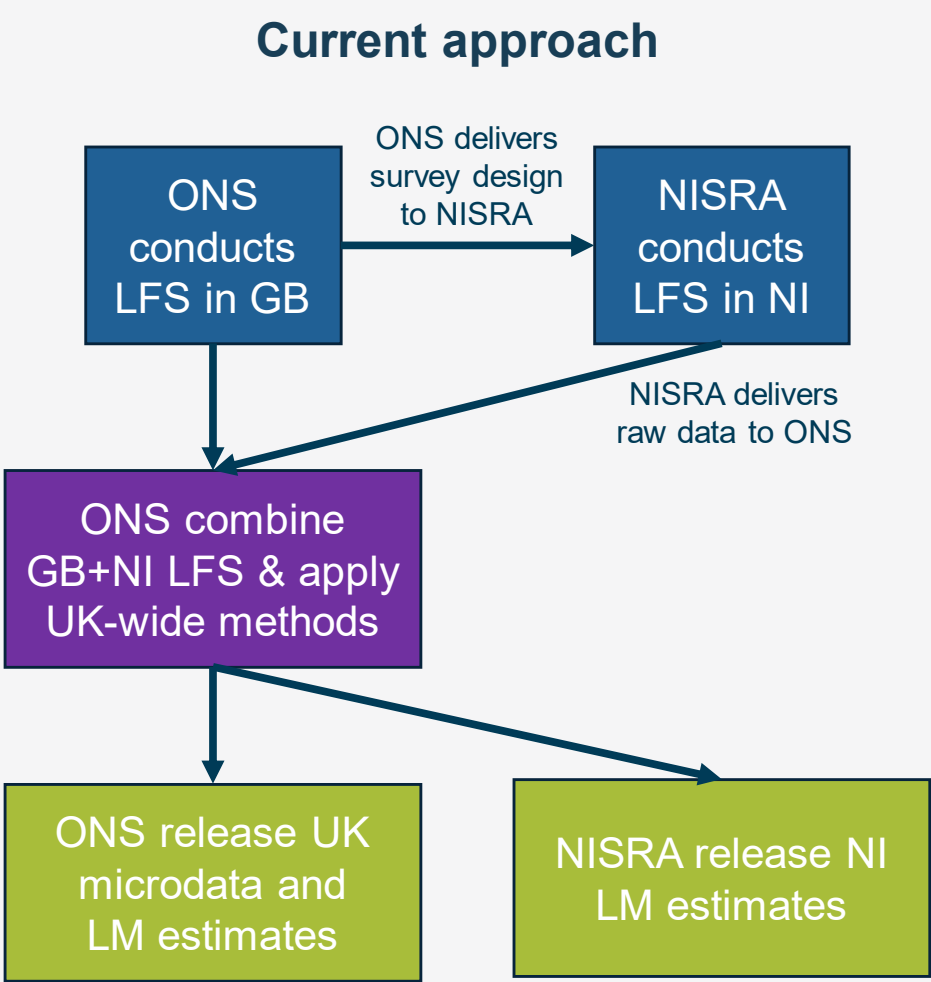 Current approach
ONS
conducts
LFS in GB
ONS delivers
survey design
to NISRA
NISRA
conducts
LFS in NI
NISRA delivers
raw data to ONS
ONS combine
GB+NI LFS & apply
UK-wide methods
ONS release UK
microdata and
LM estimates
NISRA release NI
LM estimates